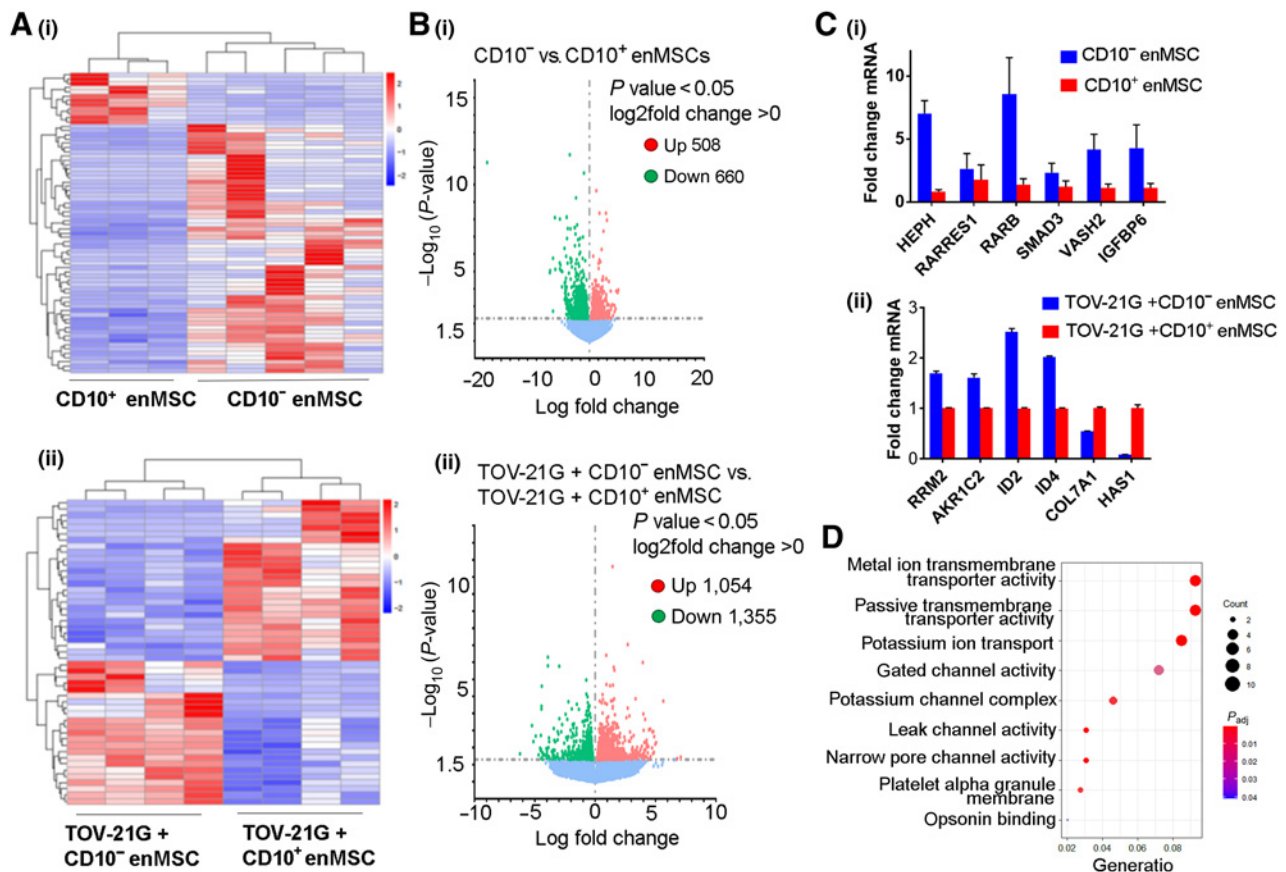 A (i)
2
1
0
−1
−2
CD10⁺ enMSC
CD10⁻ enMSC
(ii)
2
1
0
−1
−2
TOV-21G +
CD10⁻ enMSC
TOV-21G +
CD10⁺ enMSC
B (i)
CD10⁻ vs. CD10⁺ enMSCs
P value < 0.05
log2fold change >0
Up 508
Down 660
−Log₁₀ (P-value)
15
10
5
1.5
−20
−10
0
10
20
Log fold change
(ii)
TOV-21G + CD10⁻ enMSC vs.
TOV-21G + CD10⁺ enMSC
P value < 0.05
log2fold change >0
Up 1,054
Down 1,355
−Log₁₀ (P-value)
10
5
1.5
−10
−5
0
5
10
Log fold change
C (i)
CD10⁻ enMSC
CD10⁺ enMSC
Fold change mRNA
10
5
0
HEPH
RARRES1
RARB
SMAD3
VASH2
IGFBP6
(ii)
TOV-21G +CD10⁻ enMSC
TOV-21G +CD10⁺ enMSC
Fold change mRNA
3
2
1
0
RRM2
AKR1C2
ID2
ID4
COL7A1
HAS1
D
Metal ion transmembrane
transporter activity
Passive transmembrane
transporter activity
Potassium ion transport
Gated channel activity
Potassium channel complex
Leak channel activity
Narrow pore channel activity
Platelet alpha granule
membrane
Opsonin binding
0.02
0.04
0.06
0.08
Generatio
Count
2
4
6
8
10
Padj
0.01
0.02
0.03
0.04